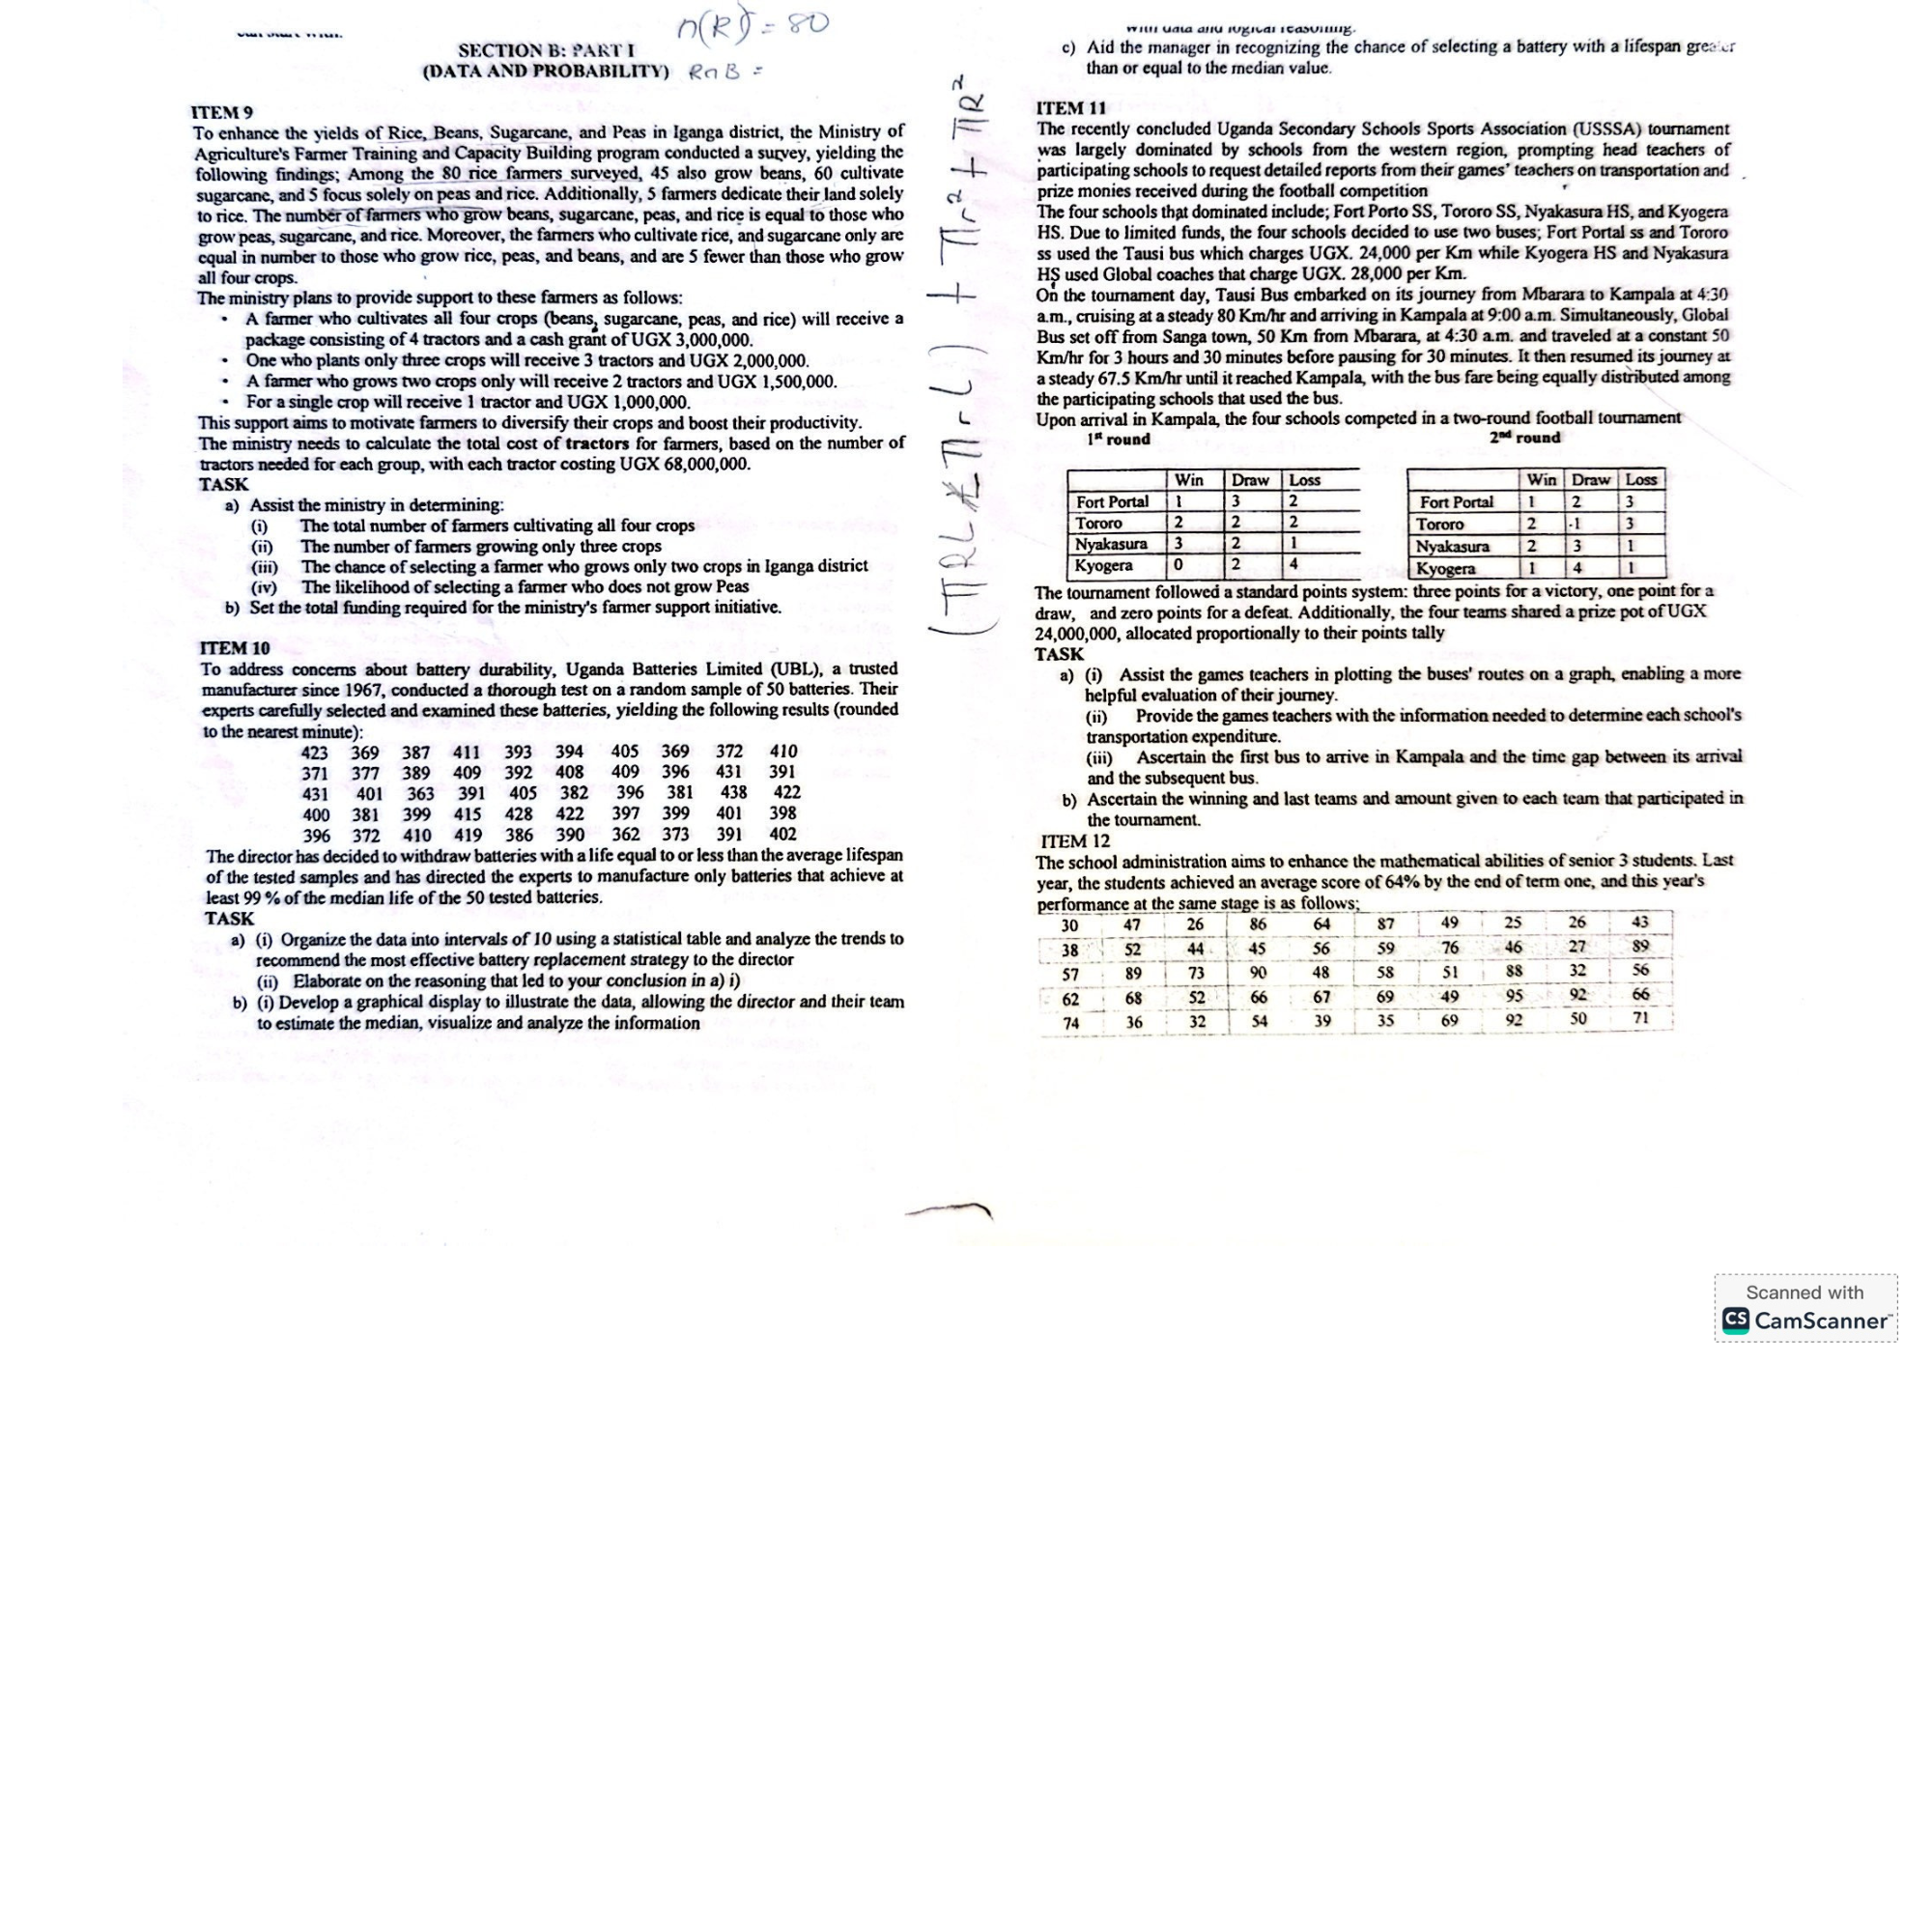 n(R) = 80
SECTION B: PART I
(DATA AND PROBABILITY) R∩B =
ITEM 9
To enhance the yields of Rice, Beans, Sugarcane, and Peas in Iganga district, the Ministry of
Agriculture's Farmer Training and Capacity Building program conducted a survey, yielding the
following findings; Among the 80 rice farmers surveyed, 45 also grow beans, 60 cultivate
sugarcane, and 5 focus solely on peas and rice. Additionally, 5 farmers dedicate their land solely
to rice. The number of farmers who grow beans, sugarcane, peas, and rice is equal to those who
grow peas, sugarcane, and rice. Moreover, the farmers who cultivate rice, and sugarcane only are
equal in number to those who grow rice, peas, and beans, and are 5 fewer than those who grow
all four crops.
The ministry plans to provide support to these farmers as follows:
• A farmer who cultivates all four crops (beans, sugarcane, peas, and rice) will receive a
package consisting of 4 tractors and a cash grant of UGX 3,000,000.
• One who plants only three crops will receive 3 tractors and UGX 2,000,000.
• A farmer who grows two crops only will receive 2 tractors and UGX 1,500,000.
• For a single crop will receive 1 tractor and UGX 1,000,000.
This support aims to motivate farmers to diversify their crops and boost their productivity.
The ministry needs to calculate the total cost of tractors for farmers, based on the number of
tractors needed for each group, with each tractor costing UGX 68,000,000.
TASK
a) Assist the ministry in determining:
(i) The total number of farmers cultivating all four crops
(ii) The number of farmers growing only three crops
(iii) The chance of selecting a farmer who grows only two crops in Iganga district
(iv) The likelihood of selecting a farmer who does not grow Peas
b) Set the total funding required for the ministry's farmer support initiative.
ITEM 10
To address concerns about battery durability, Uganda Batteries Limited (UBL), a trusted
manufacturer since 1967, conducted a thorough test on a random sample of 50 batteries. Their
experts carefully selected and examined these batteries, yielding the following results (rounded
to the nearest minute):
423 369 387 411 393 394 405 369 372 410
371 377 389 409 392 408 409 396 431 391
431 401 363 391 405 382 396 381 438 422
400 381 399 415 428 422 397 399 401 398
396 372 410 419 386 390 362 373 391 402
The director has decided to withdraw batteries with a life equal to or less than the average lifespan
of the tested samples and has directed the experts to manufacture only batteries that achieve at
least 99 % of the median life of the 50 tested batteries.
TASK
a) (i) Organize the data into intervals of 10 using a statistical table and analyze the trends to
recommend the most effective battery replacement strategy to the director
(ii) Elaborate on the reasoning that led to your conclusion in a) i)
b) (i) Develop a graphical display to illustrate the data, allowing the director and their team
to estimate the median, visualize and analyze the information
with data and logical reasoning.
c) Aid the manager in recognizing the chance of selecting a battery with a lifespan greater
than or equal to the median value.
ITEM 11
The recently concluded Uganda Secondary Schools Sports Association (USSSA) tournament
was largely dominated by schools from the western region, prompting head teachers of
participating schools to request detailed reports from their games' teachers on transportation and
prize monies received during the football competition
The four schools that dominated include; Fort Porto SS, Tororo SS, Nyakasura HS, and Kyogera
HS. Due to limited funds, the four schools decided to use two buses; Fort Portal ss and Tororo
ss used the Tausi bus which charges UGX. 24,000 per Km while Kyogera HS and Nyakasura
HS used Global coaches that charge UGX. 28,000 per Km.
On the tournament day, Tausi Bus embarked on its journey from Mbarara to Kampala at 4:30
a.m., cruising at a steady 80 Km/hr and arriving in Kampala at 9:00 a.m. Simultaneously, Global
Bus set off from Sanga town, 50 Km from Mbarara, at 4:30 a.m. and traveled at a constant 50
Km/hr for 3 hours and 30 minutes before pausing for 30 minutes. It then resumed its journey at
a steady 67.5 Km/hr until it reached Kampala, with the bus fare being equally distributed among
the participating schools that used the bus.
Upon arrival in Kampala, the four schools competed in a two-round football tournament
1st round 2nd round
Win Draw Loss Win Draw Loss
Fort Portal 1 3 2 Fort Portal 1 2 3
Tororo 2 2 2 Tororo 2 1 3
Nyakasura 3 2 1 Nyakasura 2 3 1
Kyogera 0 2 4 Kyogera 1 4 1
The tournament followed a standard points system: three points for a victory, one point for a
draw, and zero points for a defeat. Additionally, the four teams shared a prize pot of UGX
24,000,000, allocated proportionally to their points tally
TASK
a) (i) Assist the games teachers in plotting the buses' routes on a graph, enabling a more
helpful evaluation of their journey.
(ii) Provide the games teachers with the information needed to determine each school's
transportation expenditure.
(iii) Ascertain the first bus to arrive in Kampala and the time gap between its arrival
and the subsequent bus.
b) Ascertain the winning and last teams and amount given to each team that participated in
the tournament.
ITEM 12
The school administration aims to enhance the mathematical abilities of senior 3 students. Last
year, the students achieved an average score of 64% by the end of term one, and this year's
performance at the same stage is as follows;
30 47 26 86 64 87 49 25 26 43
38 52 44 45 56 59 76 46 27 89
57 89 73 90 48 58 51 88 32 56
62 68 52 66 67 69 49 95 92 66
74 36 32 54 39 35 69 92 50 71
Scanned with
CS CamScanner